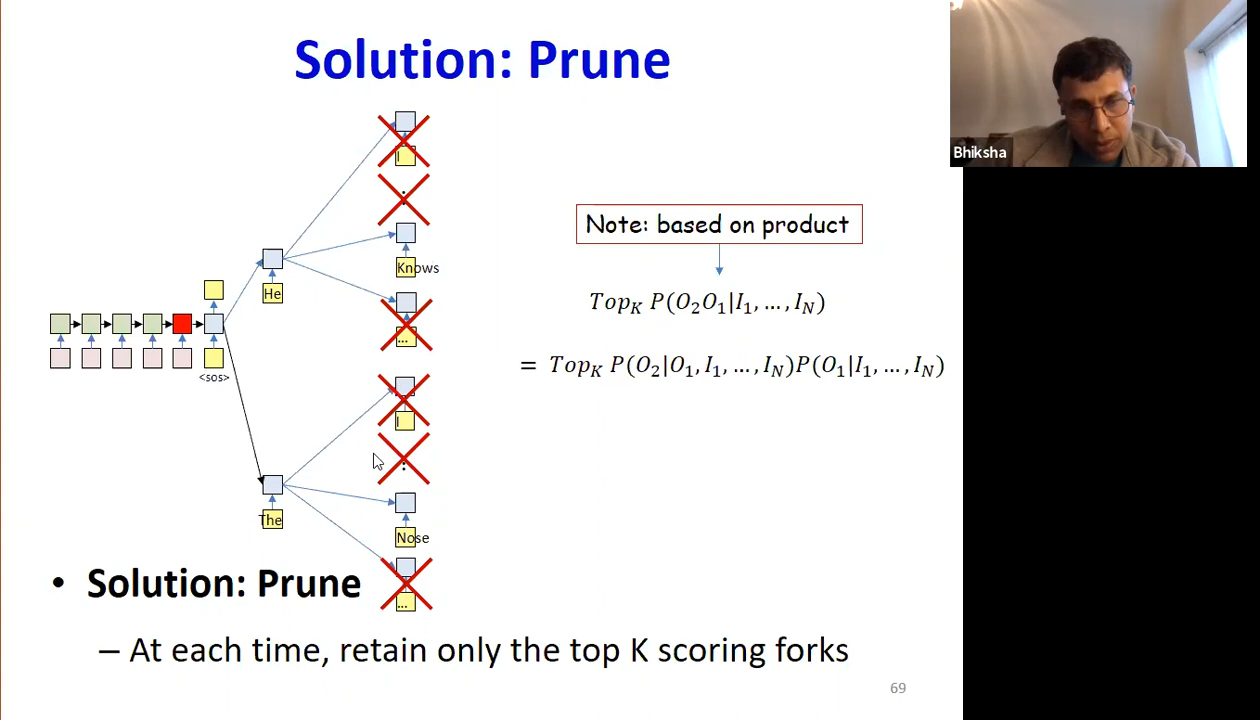 Solution: Prune
Bhiksha
I
:
Knows
He
...
<sos>
I
:
Nose
The
...
Note: based on product
Top_K P(O_2O_1|I_1, …, I_N)
= Top_K P(O_2|O_1, I_1, …, I_N)P(O_1|I_1, …, I_N)
• Solution: Prune
– At each time, retain only the top K scoring forks
69